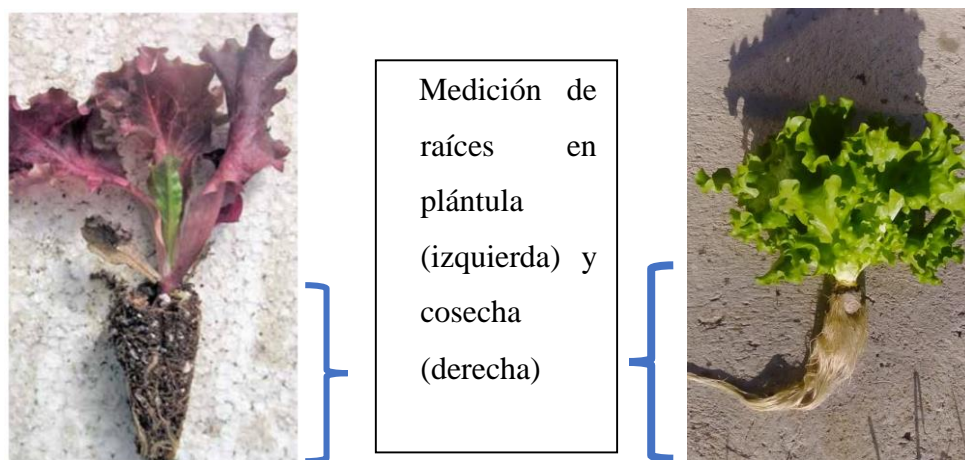 Medición de
raíces en
plántula
(izquierda) y
cosecha
(derecha)